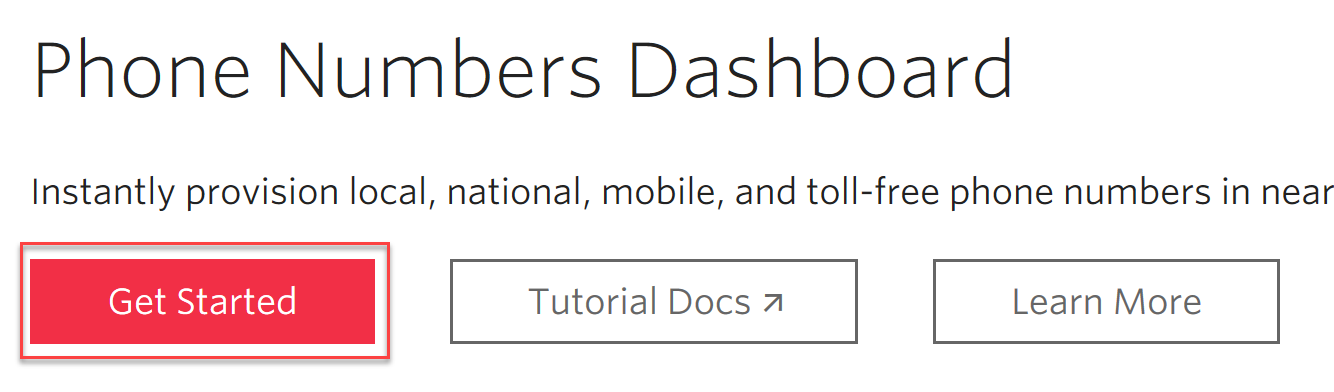 Phone Numbers Dashboard
Instantly provision local, national, mobile, and toll-free phone numbers in near
Get Started
Tutorial Docs ↗
Learn More